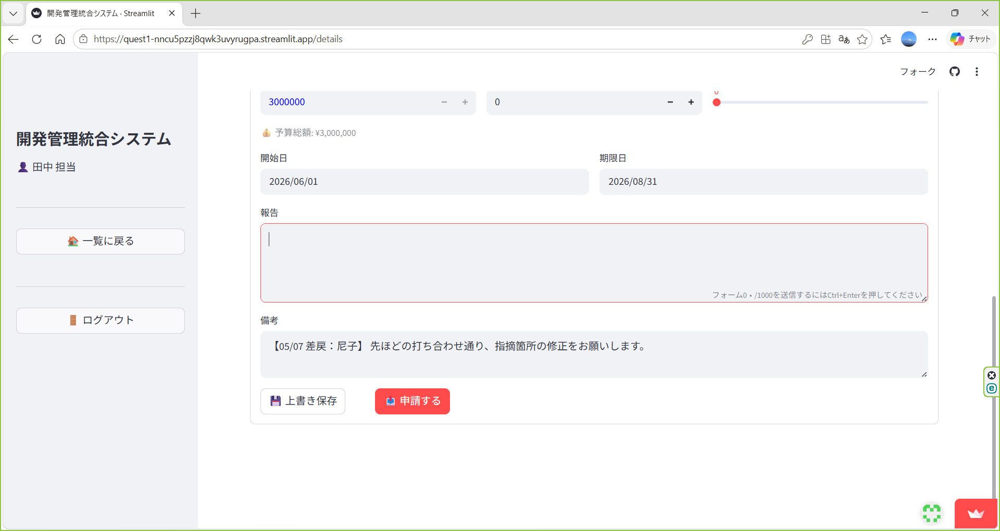 開発管理統合システム · Streamlit
https://quest1-nncu5pzzj8qwk3uvyrugpa.streamlit.app/details
チャット
フォーク
開発管理統合システム
田中 担当
一覧に戻る
ログアウト
3000000
0
0
予算総額: ¥3,000,000
開始日
期限日
2026/06/01
2026/08/31
報告
フォーム0 • /1000を送信するにはCtrl+Enterを押してください
備考
【05/07 差戻：尼子】 先ほどの打ち合わせ通り、指摘箇所の修正をお願いします。
上書き保存
申請する